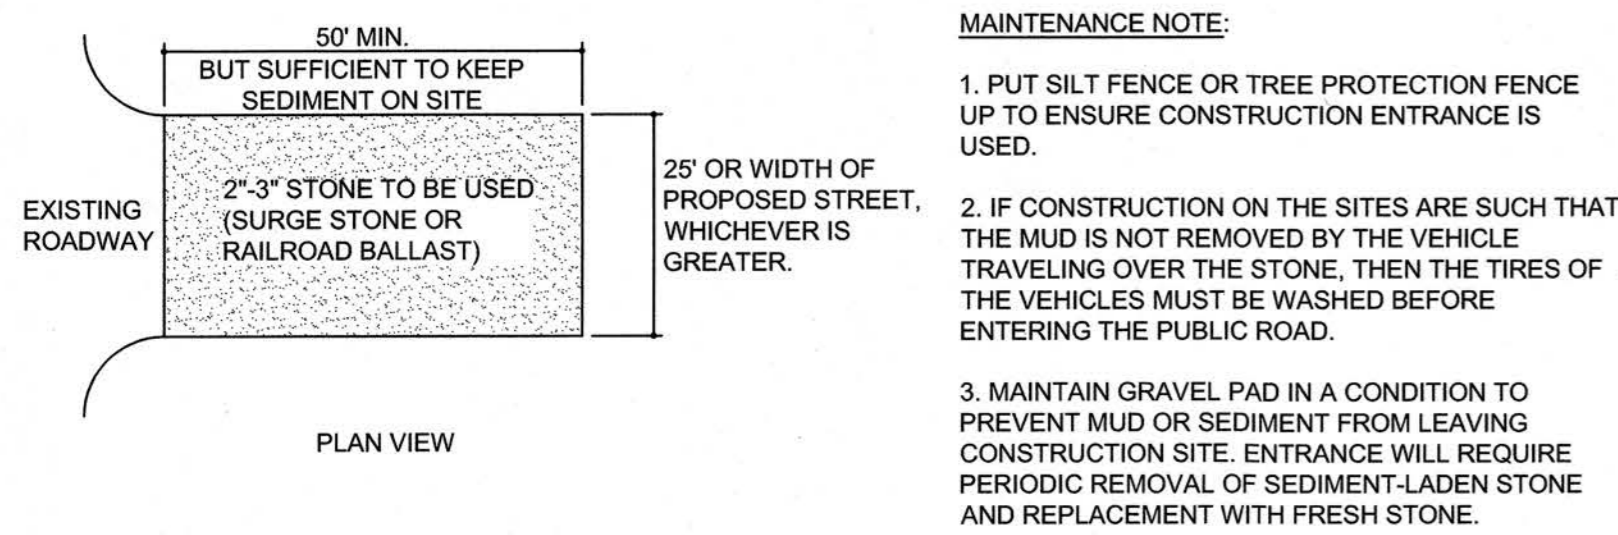 50' MIN.
BUT SUFFICIENT TO KEEP
SEDIMENT ON SITE
EXISTING
ROADWAY
2"-3" STONE TO BE USED
(SURGE STONE OR
RAILROAD BALLAST)
25' OR WIDTH OF
PROPOSED STREET,
WHICHEVER IS
GREATER.
PLAN VIEW
MAINTENANCE NOTE:
1. PUT SILT FENCE OR TREE PROTECTION FENCE
UP TO ENSURE CONSTRUCTION ENTRANCE IS
USED.
2. IF CONSTRUCTION ON THE SITES ARE SUCH THAT
THE MUD IS NOT REMOVED BY THE VEHICLE
TRAVELING OVER THE STONE, THEN THE TIRES OF
THE VEHICLES MUST BE WASHED BEFORE
ENTERING THE PUBLIC ROAD.
3. MAINTAIN GRAVEL PAD IN A CONDITION TO
PREVENT MUD OR SEDIMENT FROM LEAVING
CONSTRUCTION SITE. ENTRANCE WILL REQUIRE
PERIODIC REMOVAL OF SEDIMENT-LADEN STONE
AND REPLACEMENT WITH FRESH STONE.